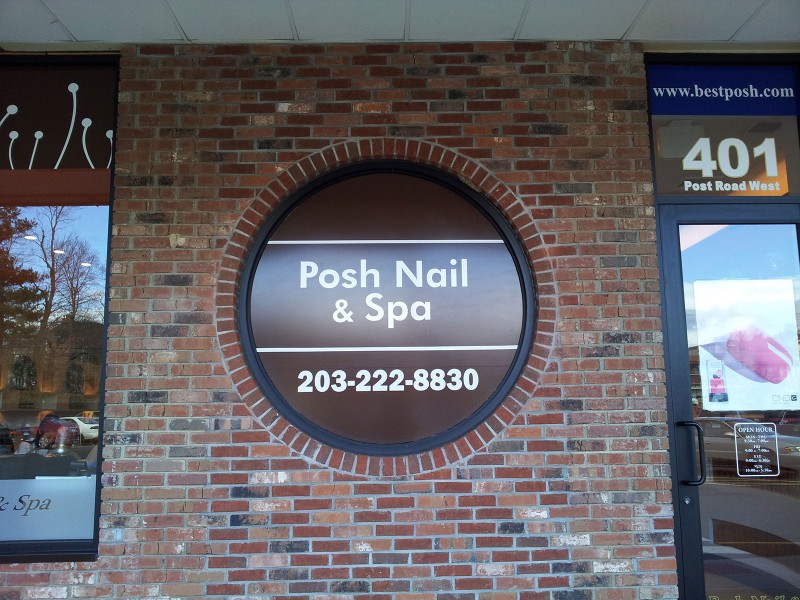 Posh Nail
& Spa
203-222-8830
www.bestposh.com
401
Post Road West
OPEN HOUR
& Spa